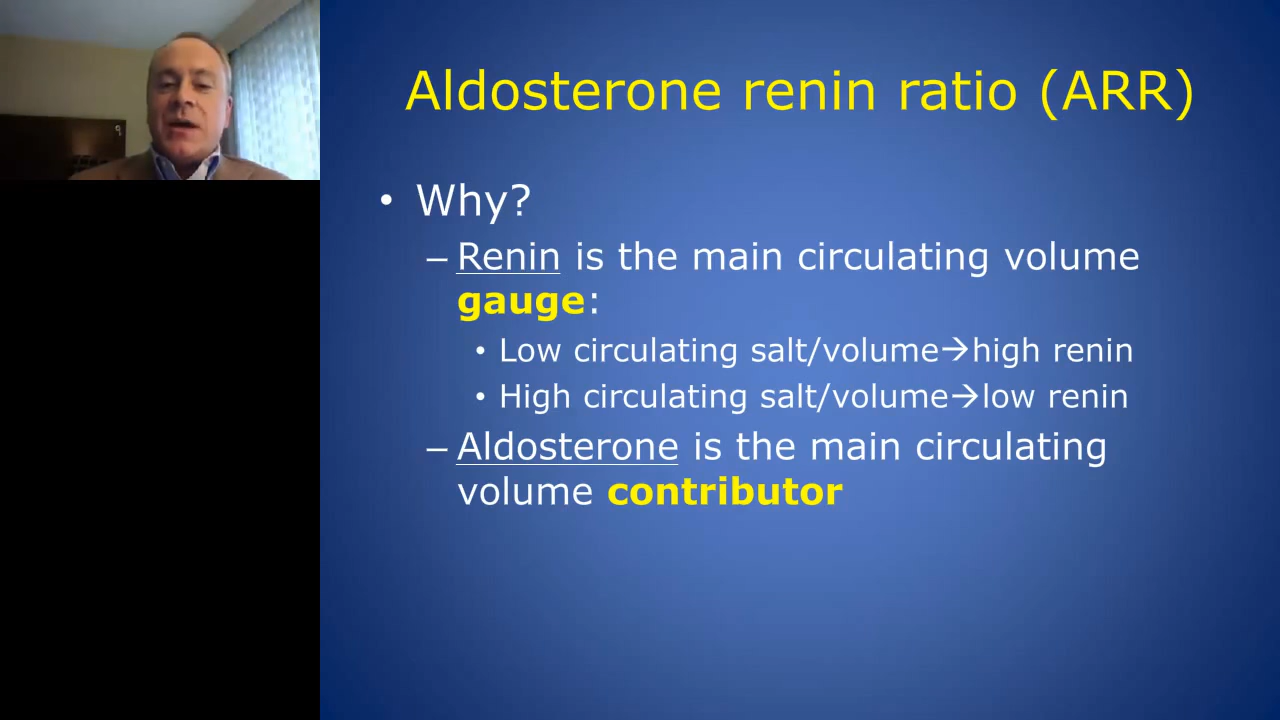 Aldosterone renin ratio (ARR)
• Why?
– Renin is the main circulating volume
gauge:
• Low circulating salt/volume→high renin
• High circulating salt/volume→low renin
– Aldosterone is the main circulating
volume contributor